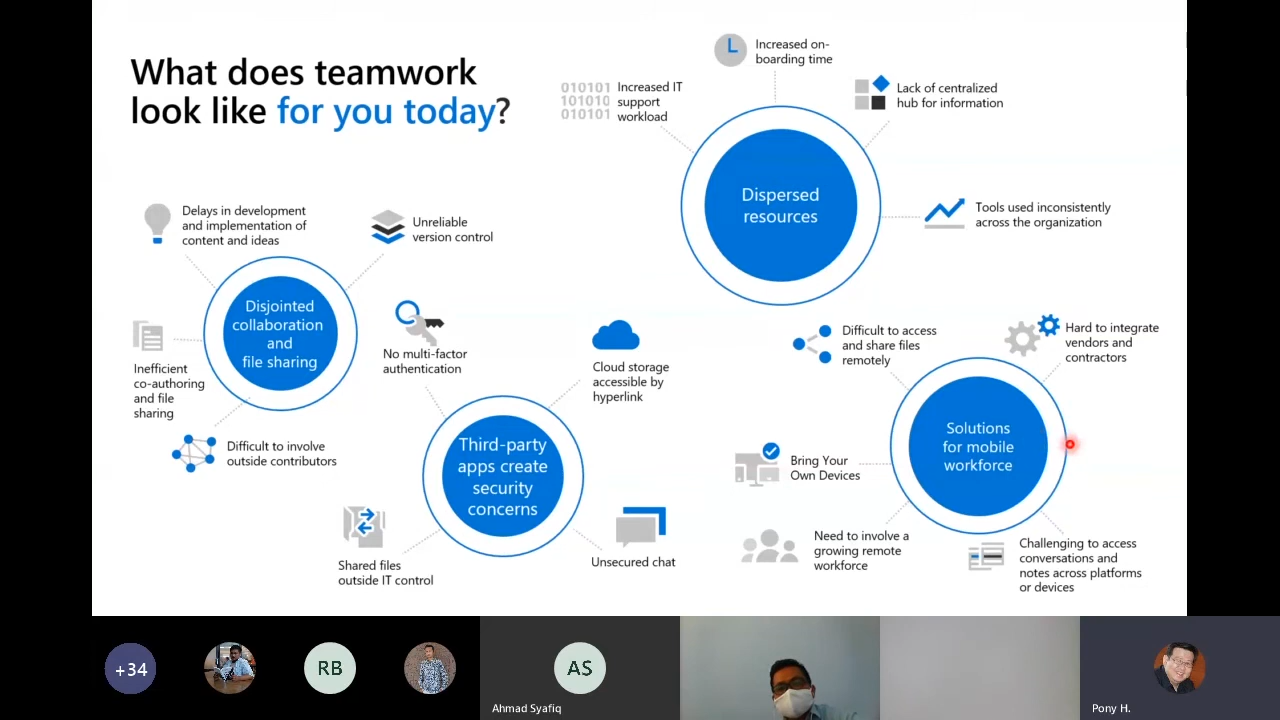 What does teamwork
look like for you today?
Increased on-
boarding time
010101
101010
010101
Increased IT
support
workload
Lack of centralized
hub for information
Dispersed
resources
Tools used inconsistently
across the organization
Delays in development
and implementation of
content and ideas
Unreliable
version control
Disjointed
collaboration
and
file sharing
Inefficient
co-authoring
and file
sharing
Difficult to involve
outside contributors
No multi-factor
authentication
Cloud storage
accessible by
hyperlink
Third-party
apps create
security
concerns
Shared files
outside IT control
Unsecured chat
Difficult to access
and share files
remotely
Hard to integrate
vendors and
contractors
Solutions
for mobile
workforce
Bring Your
Own Devices
Need to involve a
growing remote
workforce
Challenging to access
conversations and
notes across platforms
or devices
+34
RB
AS
Ahmad Syafiq
Pony H.